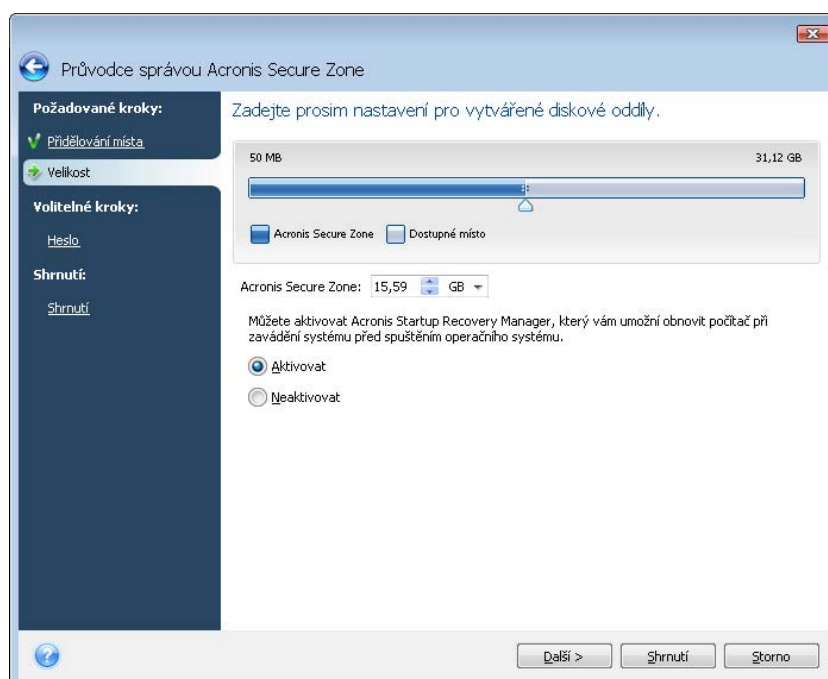 Průvodce správou Acronis Secure Zone
Požadované kroky:
Přidělování místa
Velikost
Volitelné kroky:
Heslo
Shrnutí:
Shrnutí
Zadejte prosim nastavení pro vytvářené diskové oddíly.
50 MB 31,12 GB
Acronis Secure Zone Dostupné místo
Acronis Secure Zone: 15,59 GB
Můžete aktivovat Acronis Startup Recovery Manager, který vám umožní obnovit počítač při
zavádění systému před spuštěním operačního systému.
Aktivovat
Neaktivovat
Další > Shrnutí Storno